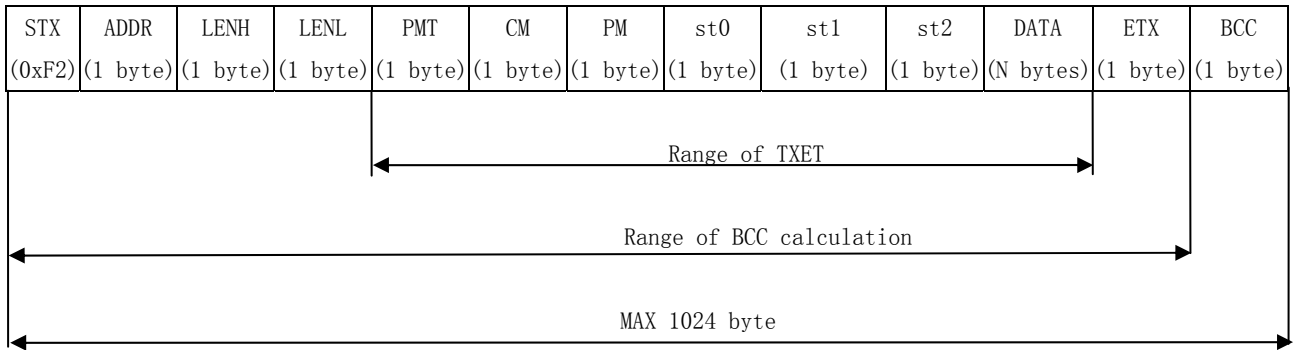 STX ADDR LENH LENL PMT CM PM st0 st1 st2 DATA ETX BCC
(0xF2) (1 byte) (1 byte) (1 byte) (1 byte) (1 byte) (1 byte) (1 byte) (1 byte) (1 byte) (N bytes) (1 byte) (1 byte)
Range of TXET
Range of BCC calculation
MAX 1024 byte